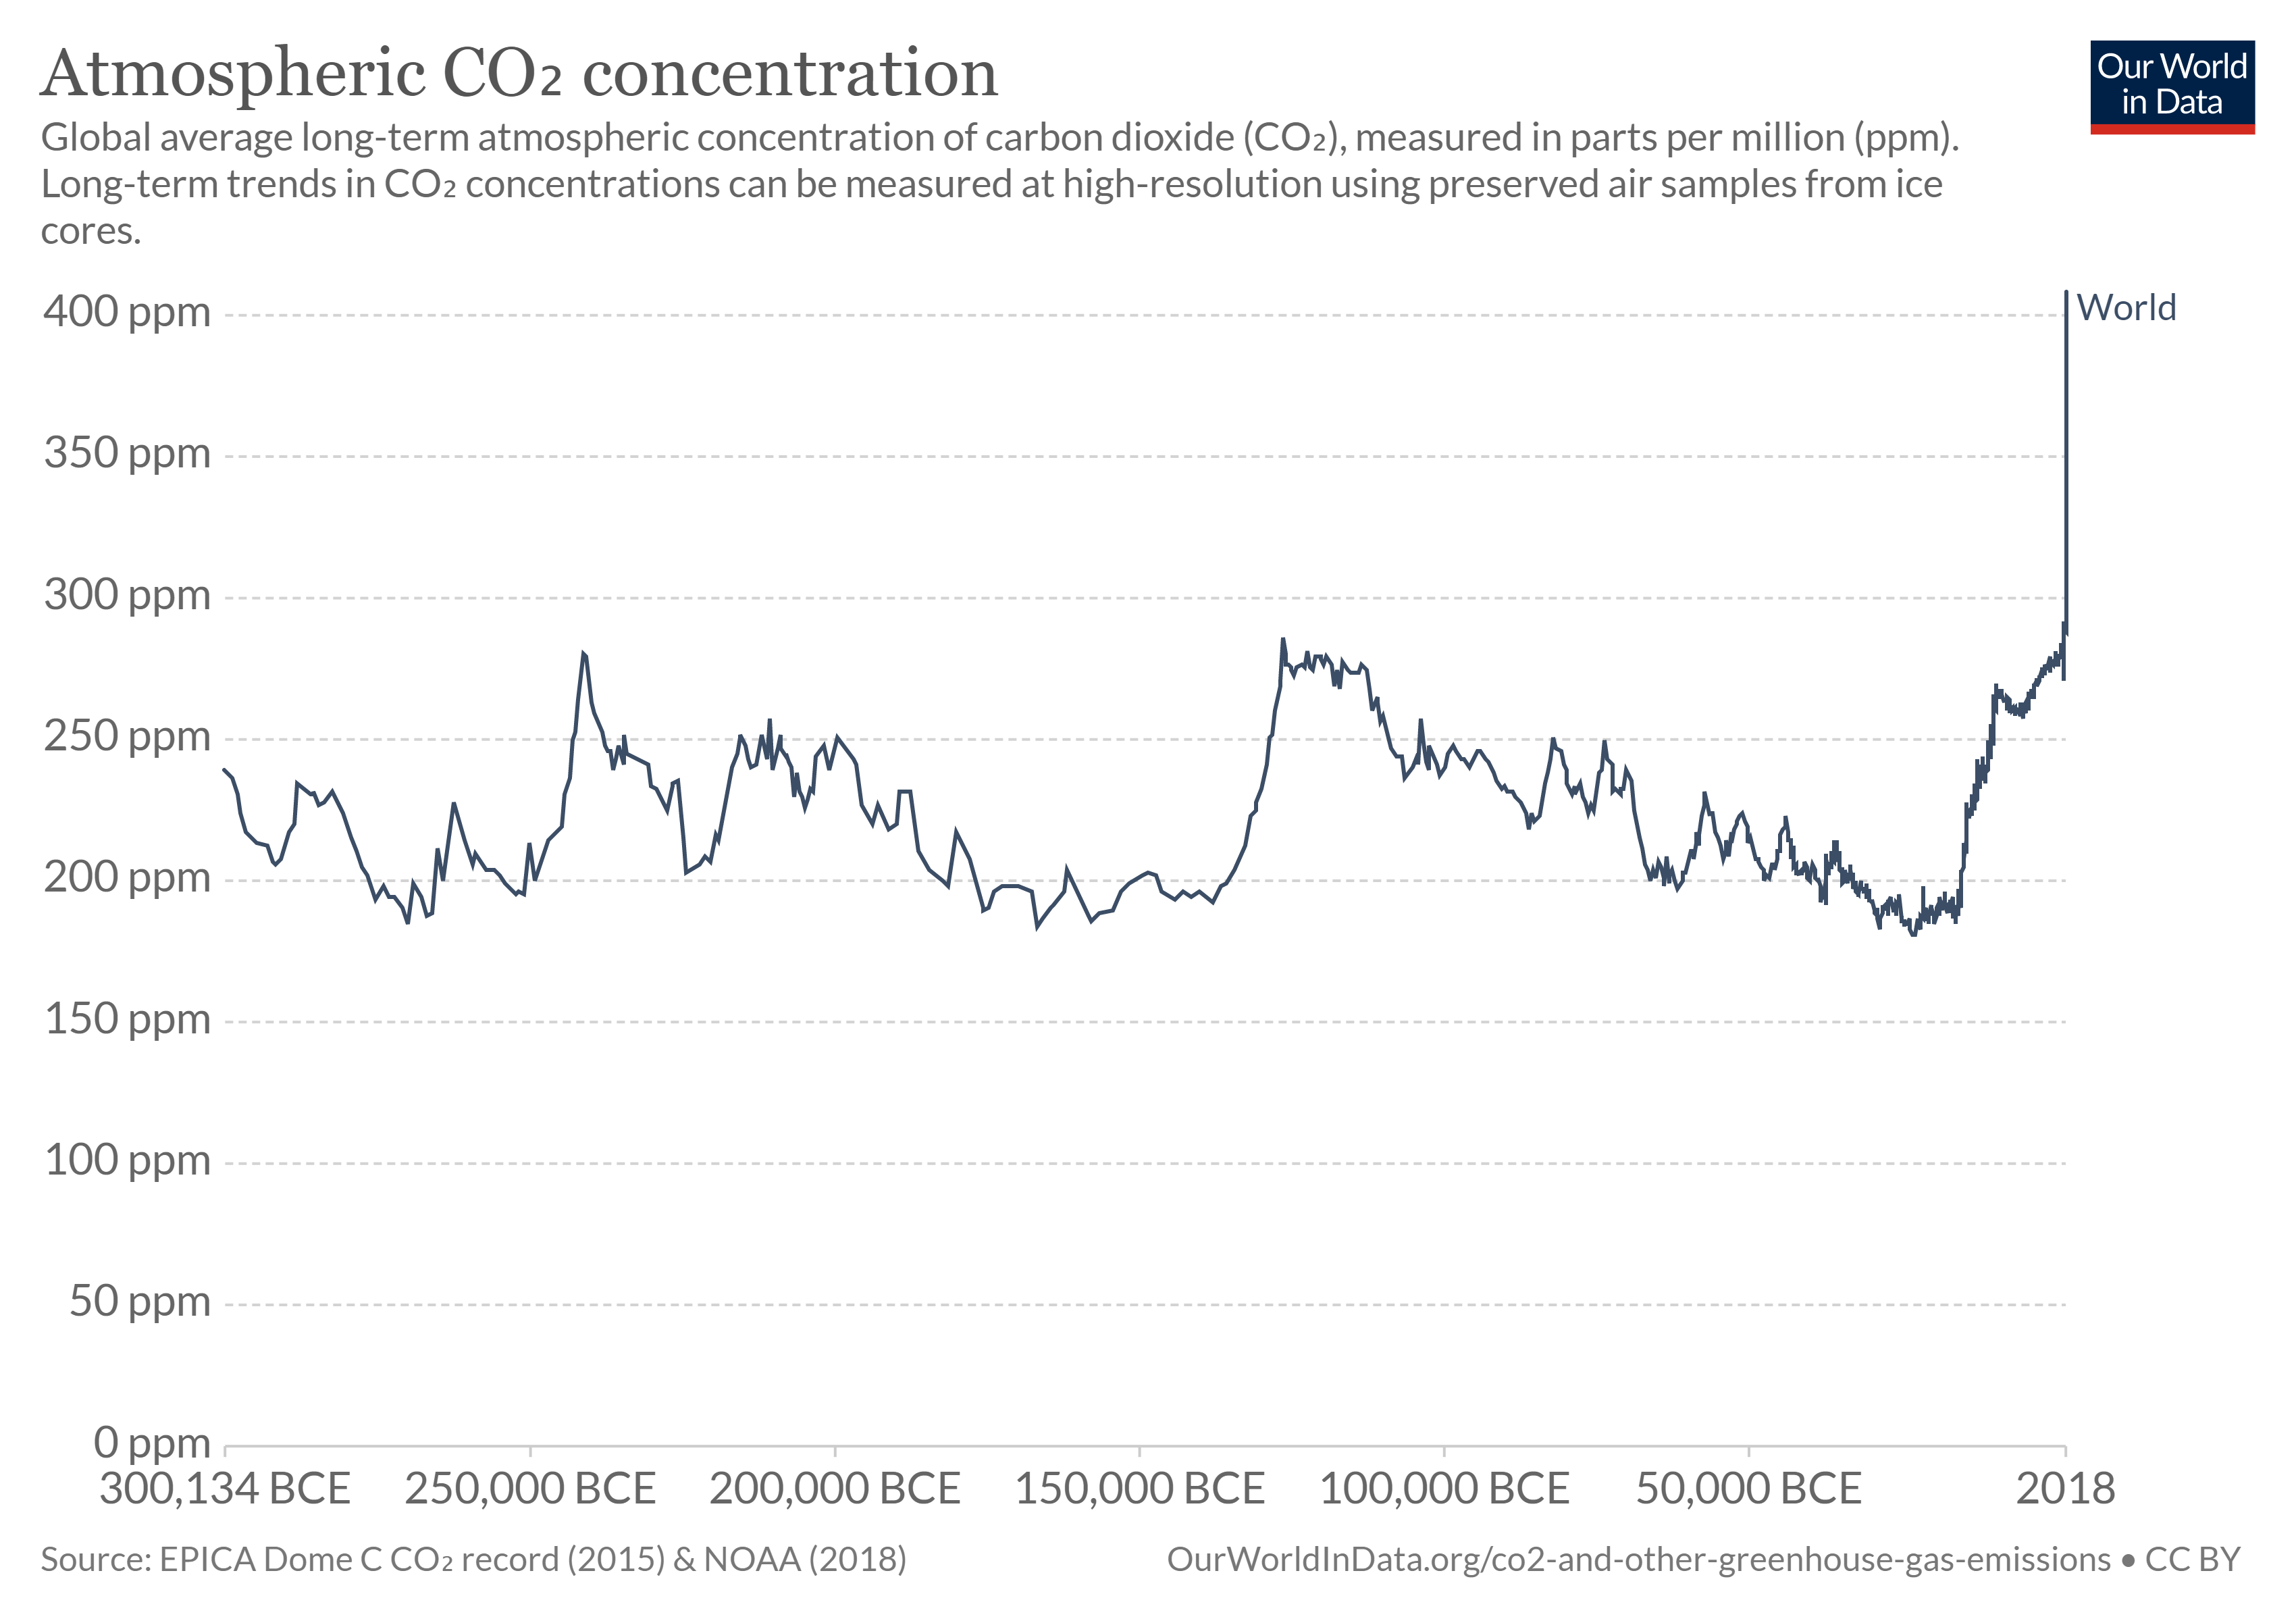 Atmospheric CO₂ concentration
Our World
in Data
Global average long-term atmospheric concentration of carbon dioxide (CO₂), measured in parts per million (ppm).
Long-term trends in CO₂ concentrations can be measured at high-resolution using preserved air samples from ice
cores.
400 ppm
World
350 ppm
300 ppm
250 ppm
200 ppm
150 ppm
100 ppm
50 ppm
0 ppm
300,134 BCE 250,000 BCE 200,000 BCE 150,000 BCE 100,000 BCE 50,000 BCE 2018
Source: EPICA Dome C CO₂ record (2015) & NOAA (2018)
OurWorldInData.org/co2-and-other-greenhouse-gas-emissions • CC BY